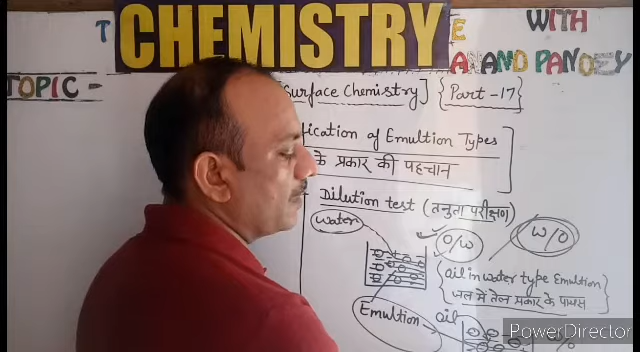 CHEMISTRY WITH
ANAND PANDEY
TOPIC - Surface Chemistry] {Part-17}
fication of Emultion Types
के प्रकार की पहचान
Dilution test (तनुता परीक्षण)
water
O/W W/O
oil in water type Emultion
जल में तेल प्रकार के पायस
Emultion
oil
PowerDirector